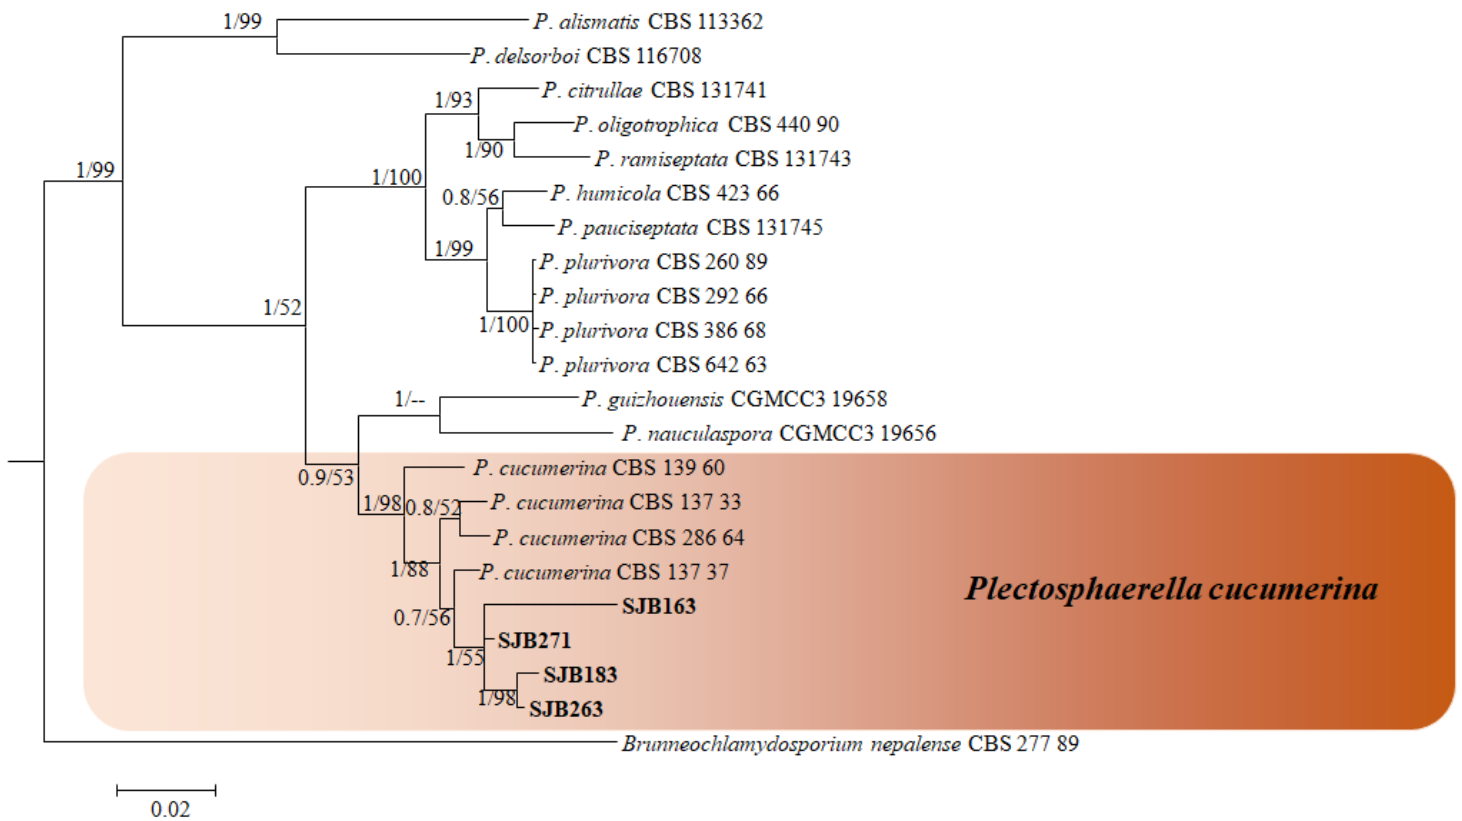 1/99
P. alismatis CBS 113362
P. delsorboi CBS 116708
1/93
P. citrullae CBS 131741
P. oligotrophica CBS 440 90
1/90
P. ramiseptata CBS 131743
1/99
1/100
0.8/56
P. humicola CBS 423 66
P. pauciseptata CBS 131745
1/99
P. plurivora CBS 260 89
P. plurivora CBS 292 66
1/52
1/100
P. plurivora CBS 386 68
P. plurivora CBS 642 63
1/--
P. guizhouensis CGMCC3 19658
P. nauculaspora CGMCC3 19656
0.9/53
P. cucumerina CBS 139 60
1/98
0.8/52
P. cucumerina CBS 137 33
P. cucumerina CBS 286 64
1/88
P. cucumerina CBS 137 37
Plectosphaerella cucumerina
0.7/56
SJB163
SJB271
1/55
SJB183
1/98
SJB263
Brunneochlamydosporium nepalense CBS 277 89
0.02